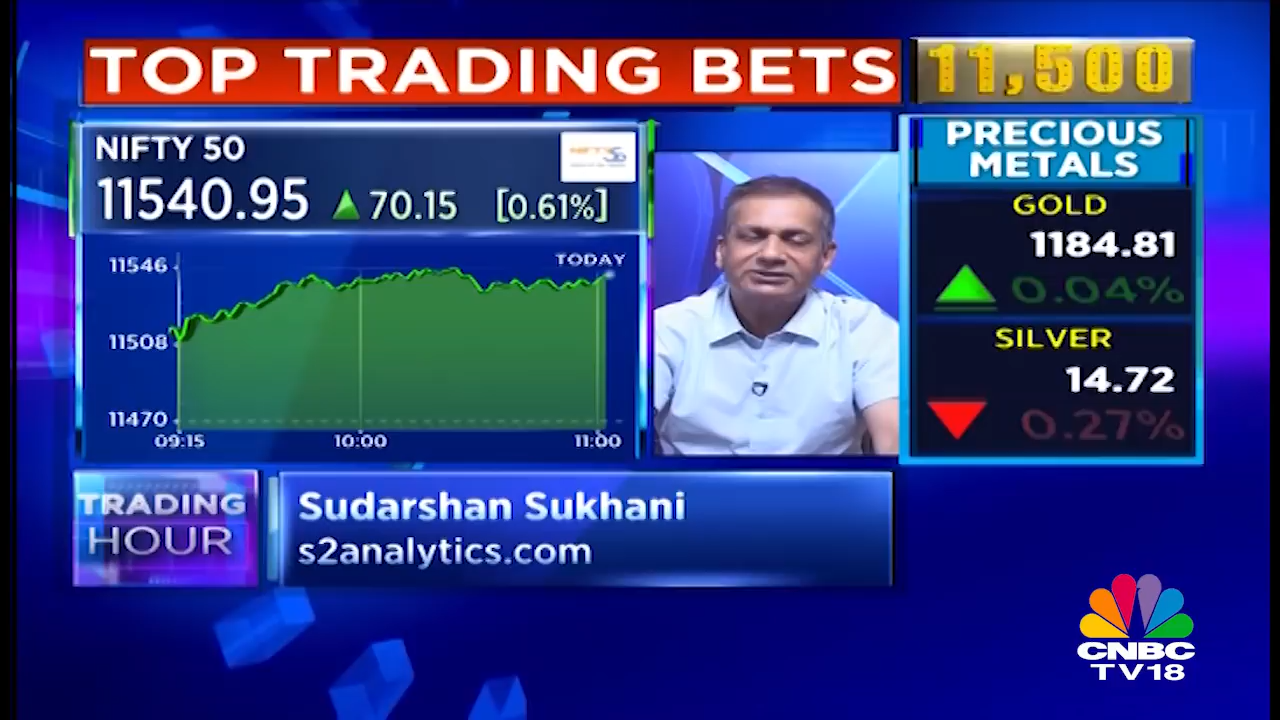 TOP TRADING BETS
11,500
NIFTY 50
11540.95 ▲ 70.15 [0.61%]
TODAY
11546
11508
11470
09:15 10:00 11:00
PRECIOUS
METALS
GOLD
1184.81
▲ 0.04%
SILVER
14.72
▼ 0.27%
TRADING
HOUR
Sudarshan Sukhani
s2analytics.com
CNBC
TV18